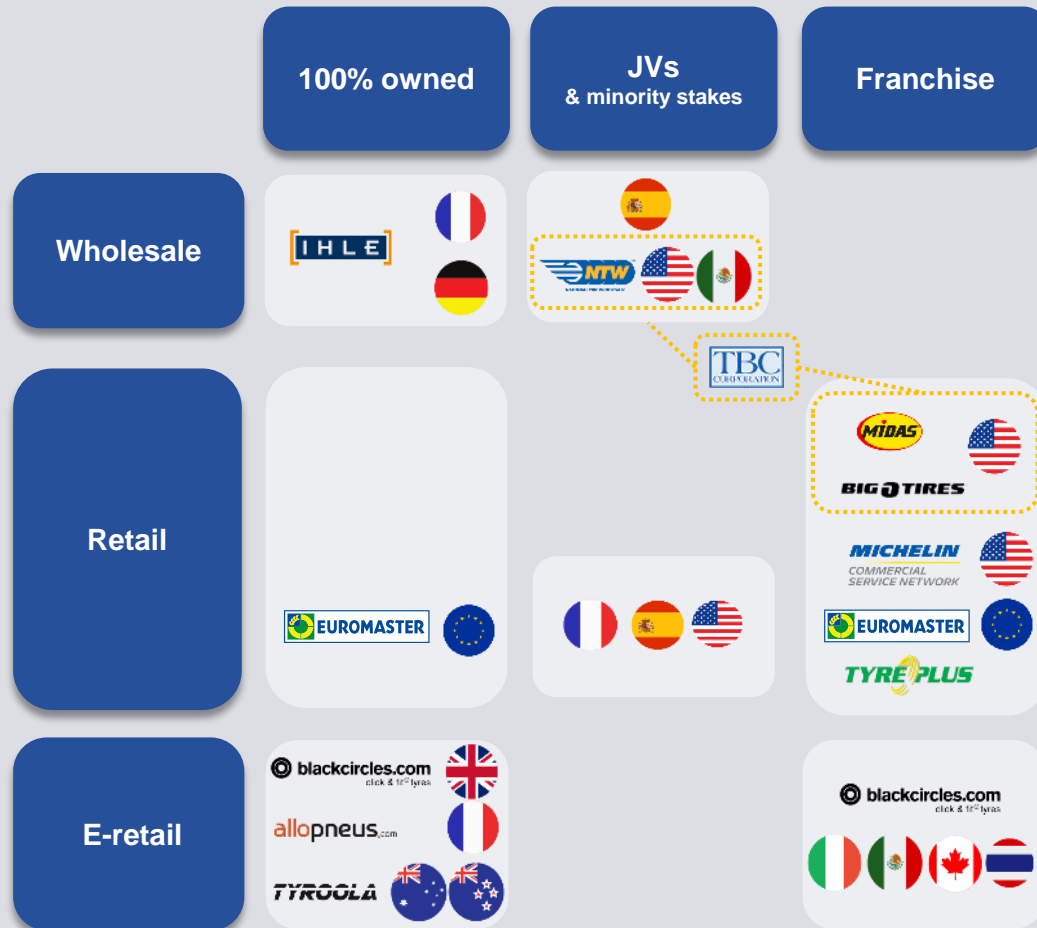 100% owned
JVs
& minority stakes
Franchise
Wholesale
IHLE
NTW
TBC
CORPORATION
MIDAS
BIG O TIRES
Retail
MICHELIN
COMMERCIAL
SERVICE NETWORK
EUROMASTER
EUROMASTER
TYREPLUS
E-retail
blackcircles.com
click & fit tyres
allopneus.com
TYROOLA
blackcircles.com
click & fit tyres